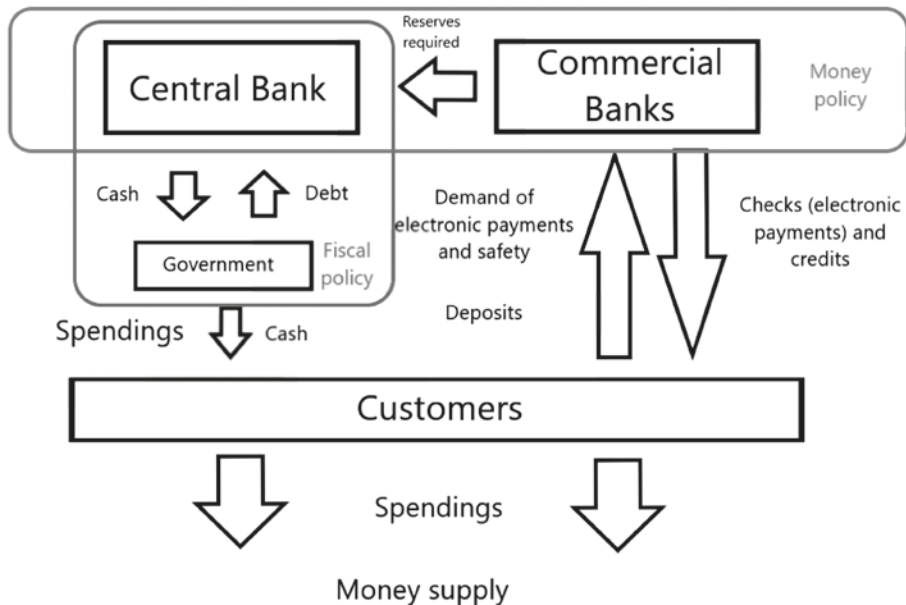 Reserves
required
Central Bank
Commercial
Banks
Money
policy
Cash
Debt
Demand of
electronic payments
and safety
Checks (electronic
payments) and
credits
Government
Fiscal
policy
Deposits
Spendings
Cash
Customers
Spendings
Money supply